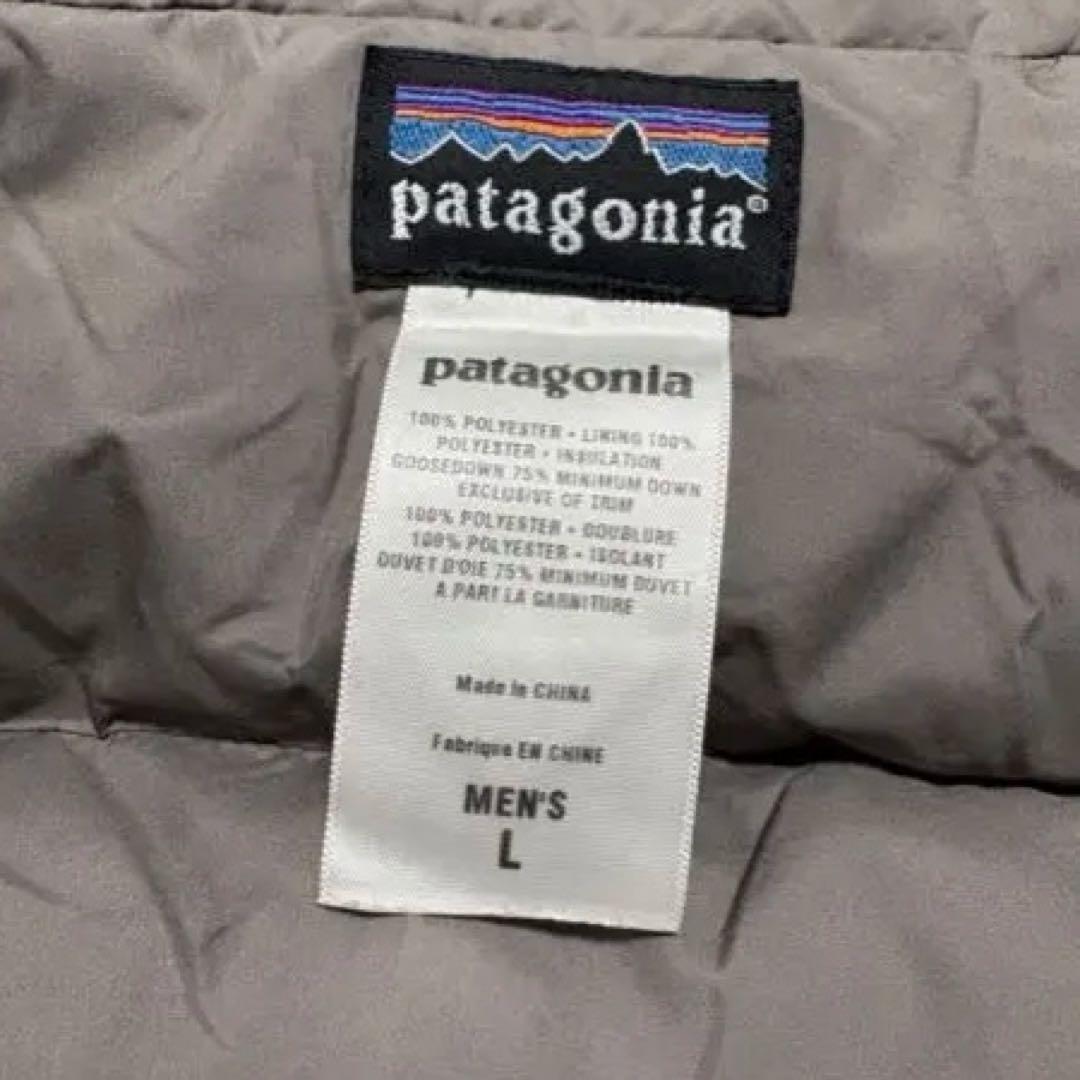 patagonia®
patagonia
100% POLYESTER • LINING 100%
POLYESTER • INSULATION
GOOSEDOWN 75% MINIMUM DOWN
EXCLUSIVE OF TRIM
100% POLYESTER • DOUBLURE
100% POLYESTER • ISOLANT
DUVET D'OIE 75% MINIMUM DUVET
A PART LA GARNITURE
Made in CHINA
Fabrique EN CHINE
MEN'S
L